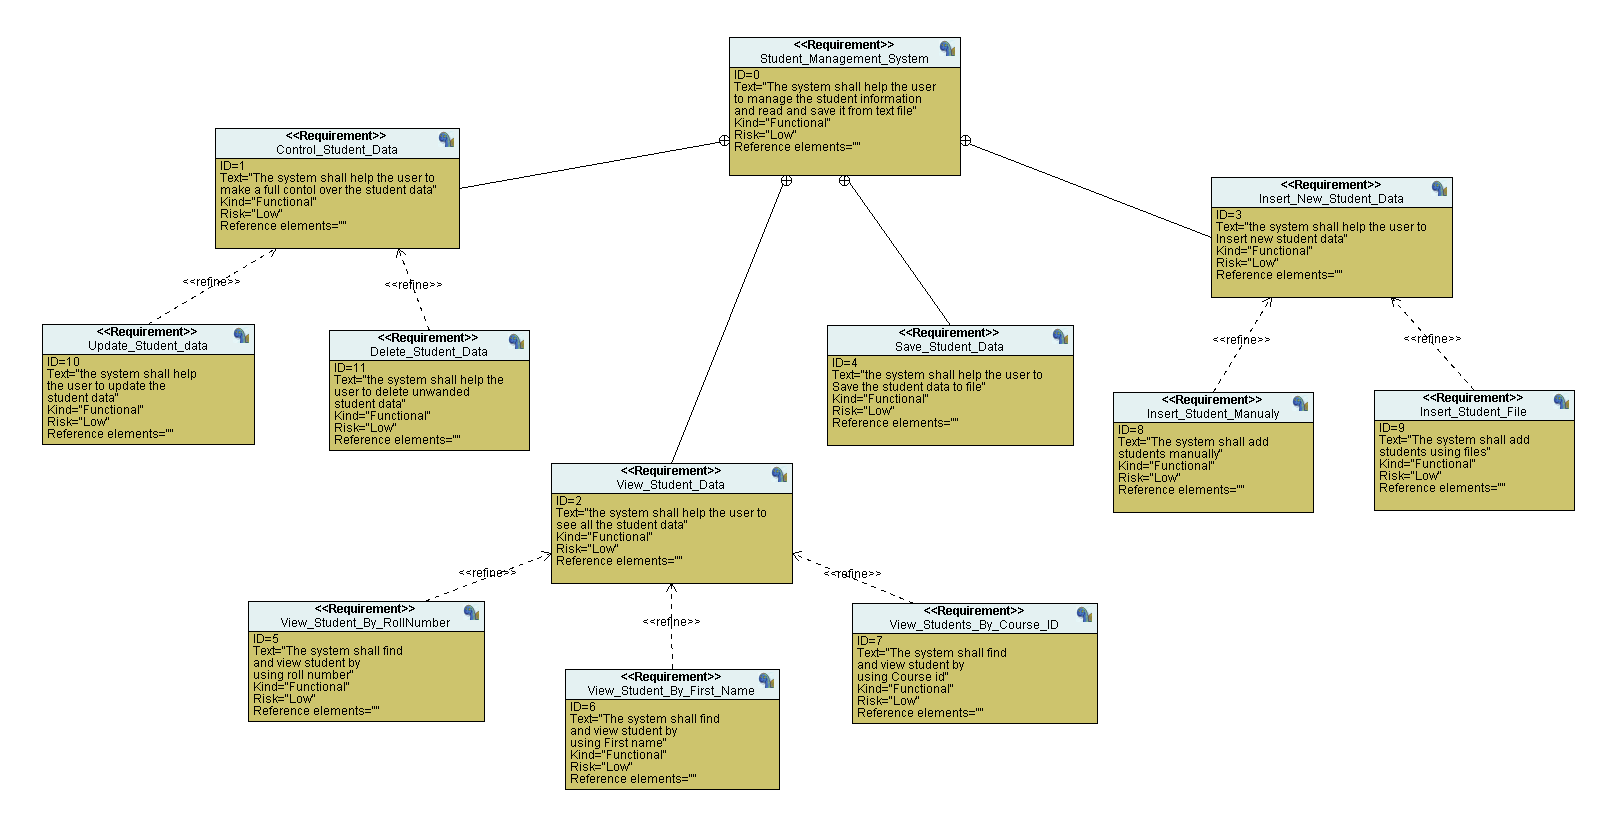 <<Requirement>>
Student_Management_System
ID=0
Text="The system shall help the user
to manage the student information
and read and save it from text file"
Kind="Functional"
Risk="Low"
Reference elements=""
<<Requirement>>
Control_Student_Data
ID=1
Text="The system shall help the user to
make a full contol over the student data"
Kind="Functional"
Risk="Low"
Reference elements=""
<<Requirement>>
Insert_New_Student_Data
ID=3
Text="the system shall help the user to
Insert new student data"
Kind="Functional"
Risk="Low"
Reference elements=""
<<refine>>
<<refine>>
<<refine>>
<<refine>>
<<Requirement>>
Update_Student_data
ID=10
Text="the system shall help
the user to update the
student data"
Kind="Functional"
Risk="Low"
Reference elements=""
<<Requirement>>
Delete_Student_Data
ID=11
Text="the system shall help the
user to delete unwanded
student data"
Kind="Functional"
Risk="Low"
Reference elements=""
<<Requirement>>
Save_Student_Data
ID=4
Text="the system shall help the user to
Save the student data to file"
Kind="Functional"
Risk="Low"
Reference elements=""
<<Requirement>>
Insert_Student_Manualy
ID=8
Text="The system shall add
students manually"
Kind="Functional"
Risk="Low"
Reference elements=""
<<Requirement>>
Insert_Student_File
ID=9
Text="The system shall add
students using files"
Kind="Functional"
Risk="Low"
Reference elements=""
<<Requirement>>
View_Student_Data
ID=2
Text="the system shall help the user to
see all the student data"
Kind="Functional"
Risk="Low"
Reference elements=""
<<refine>>
<<refine>>
<<refine>>
<<Requirement>>
View_Student_By_RollNumber
ID=5
Text="The system shall find
and view student by
using roll number"
Kind="Functional"
Risk="Low"
Reference elements=""
<<Requirement>>
View_Student_By_First_Name
ID=6
Text="The system shall find
and view student by
using First name"
Kind="Functional"
Risk="Low"
Reference elements=""
<<Requirement>>
View_Students_By_Course_ID
ID=7
Text="The system shall find
and view student by
using Course id"
Kind="Functional"
Risk="Low"
Reference elements=""